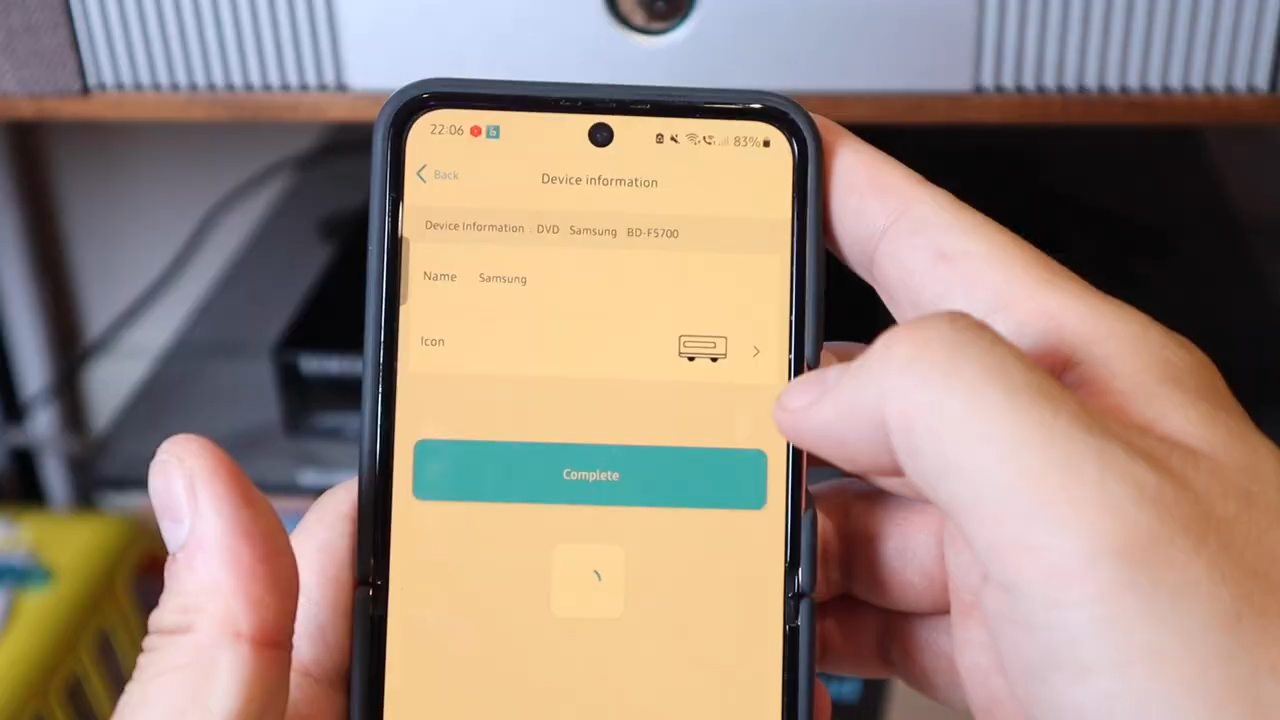 22:06 83%
Back
Device information
Device Information : DVD Samsung BD-F5700
Name Samsung
Icon
Complete